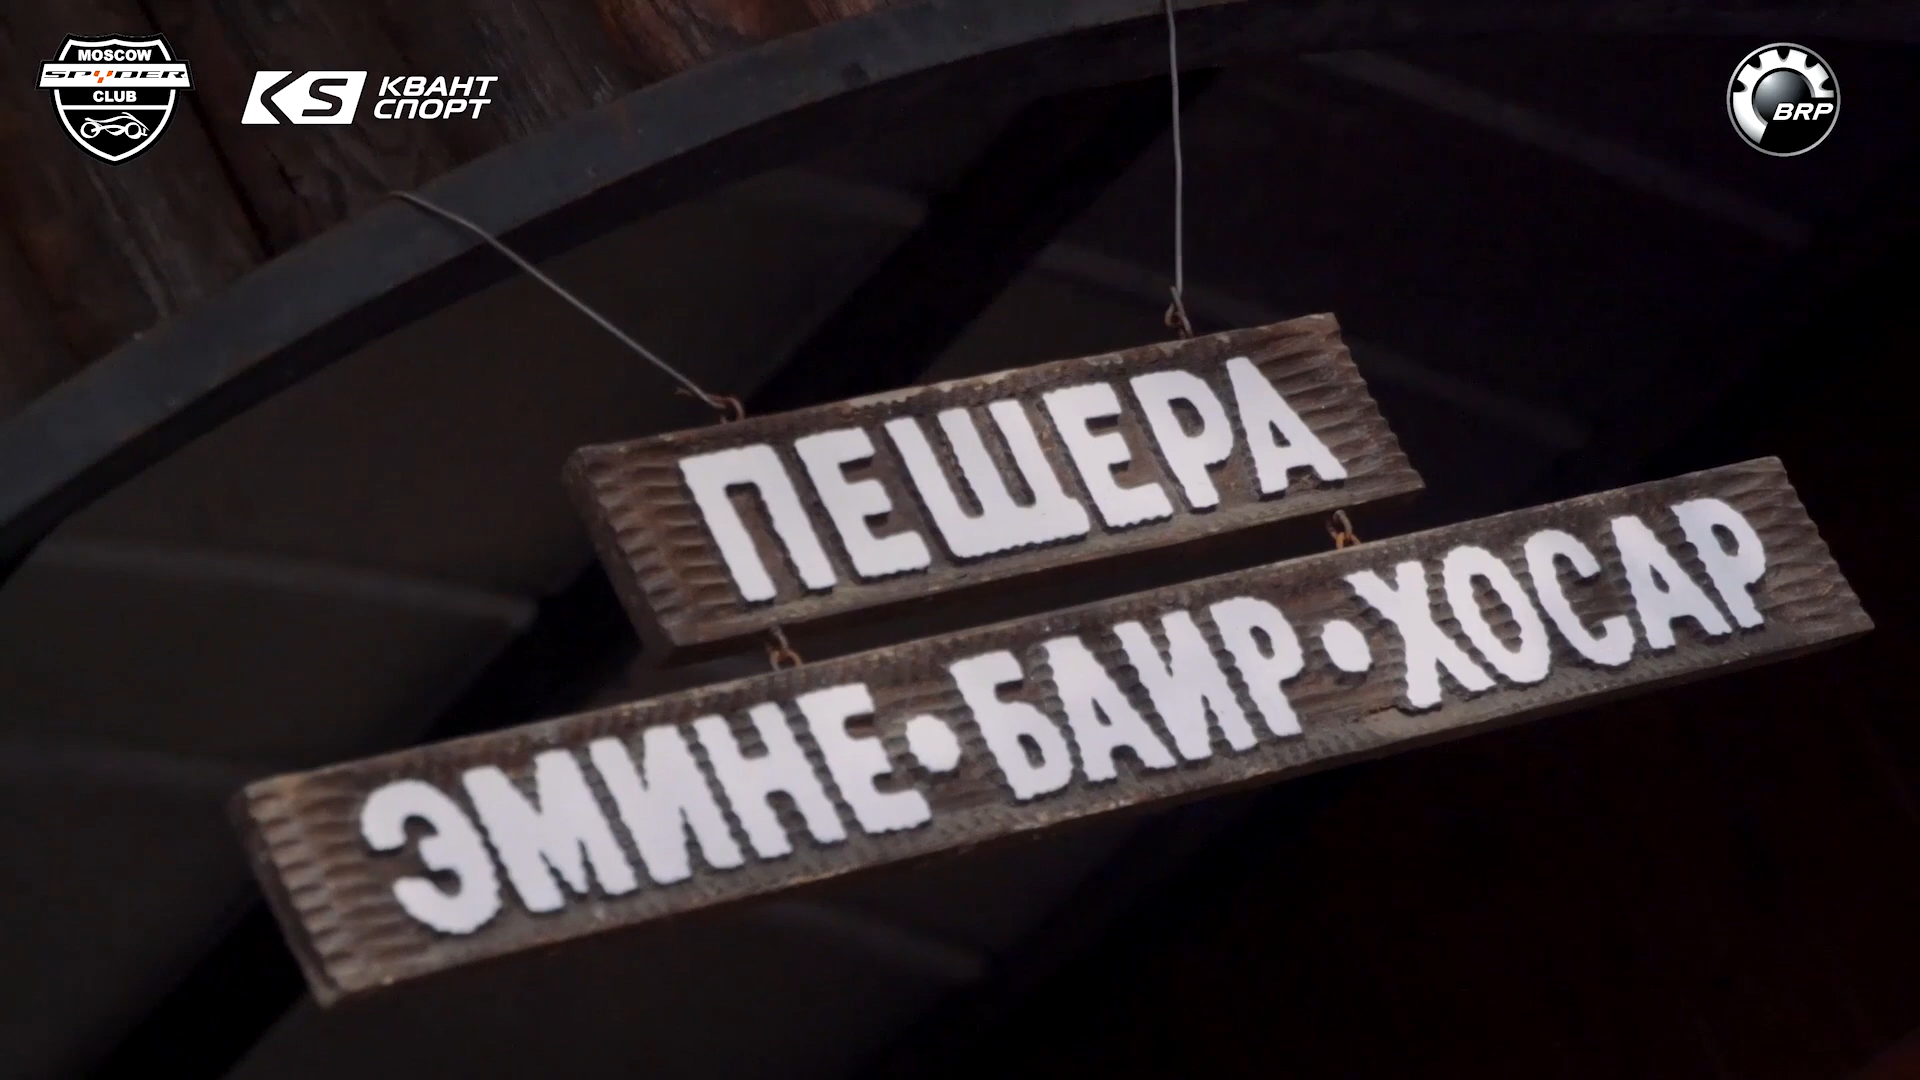 MOSCOW
SPYDER
CLUB
KS КВАНТ
СПОРТ
BRP
ПЕЩЕРА
ЭМИНЕ•БАИР•ХОСАР